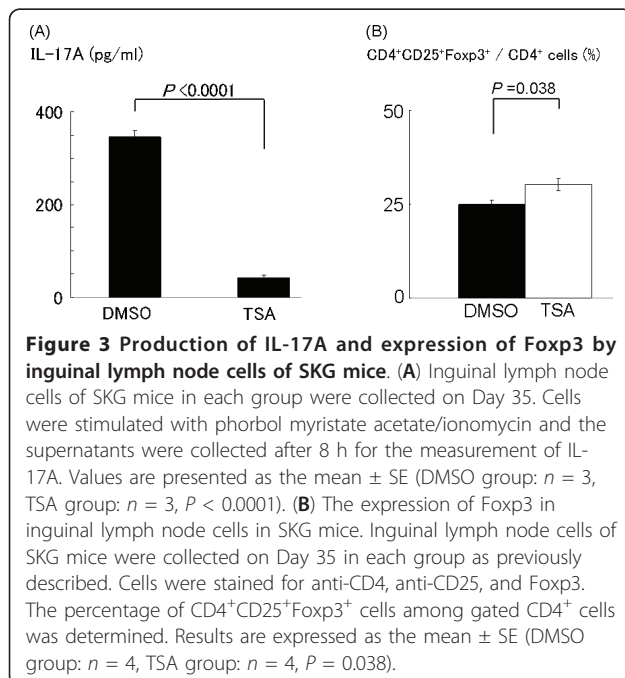 (A)
IL-17A (pg/ml)
P <0.0001
400
200
0
DMSO
TSA
(B)
CD4⁺CD25⁺Foxp3⁺ / CD4⁺ cells (%)
P =0.038
50
25
0
DMSO
TSA
Figure 3 Production of IL-17A and expression of Foxp3 by
inguinal lymph node cells of SKG mice. (A) Inguinal lymph node
cells of SKG mice in each group were collected on Day 35. Cells
were stimulated with phorbol myristate acetate/ionomycin and the
supernatants were collected after 8 h for the measurement of IL-
17A. Values are presented as the mean ± SE (DMSO group: n = 3,
TSA group: n = 3, P < 0.0001). (B) The expression of Foxp3 in
inguinal lymph node cells in SKG mice. Inguinal lymph node cells of
SKG mice were collected on Day 35 in each group as previously
described. Cells were stained for anti-CD4, anti-CD25, and Foxp3.
The percentage of CD4⁺CD25⁺Foxp3⁺ cells among gated CD4⁺ cells
was determined. Results are expressed as the mean ± SE (DMSO
group: n = 4, TSA group: n = 4, P = 0.038).